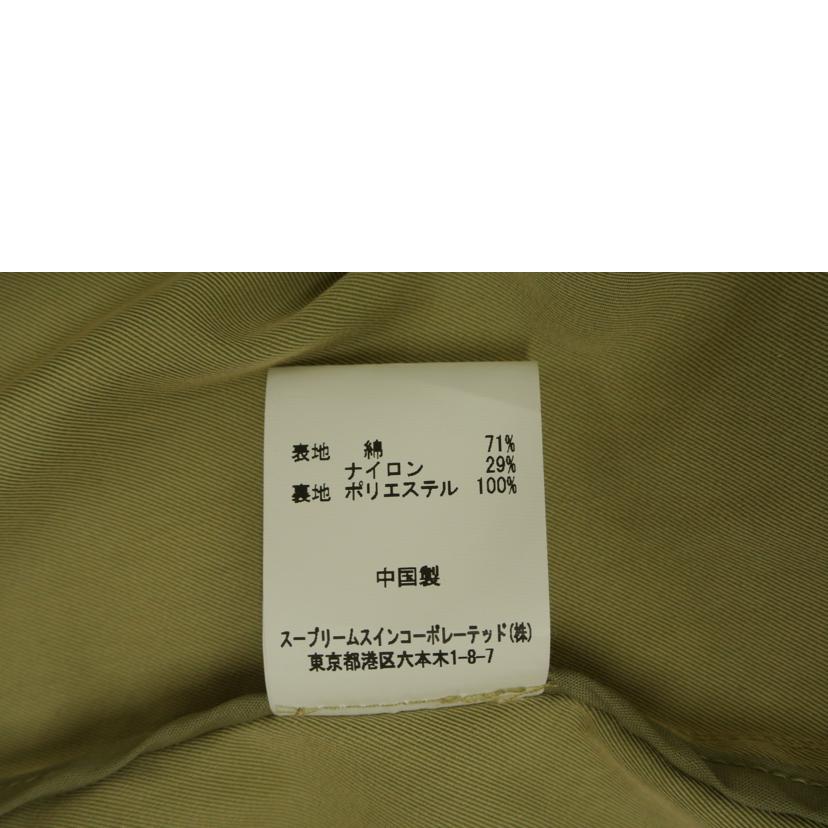 表地 綿 71%
ナイロン 29%
裏地 ポリエステル 100%
中国製
スープリームスインコーポレーテッド(株)
東京都港区六本木1-8-7